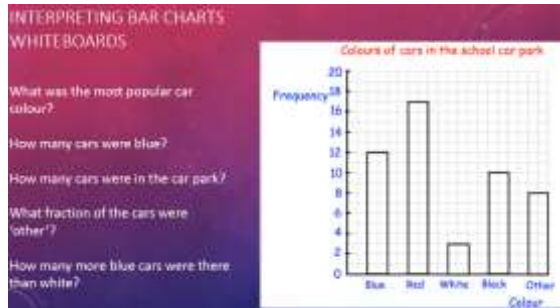 INTERPRETING BAR CHARTS
WHITEBOARDS
What was the most popular car
colour?
How many cars were blue?
How many cars were in the car park?
What fraction of the cars were
'other'?
How many more blue cars were there
than white?
Colours of cars in the school car park
Frequency
20
18
16
14
12
10
8
6
4
2
0
Blue Red White Black Other
Colour